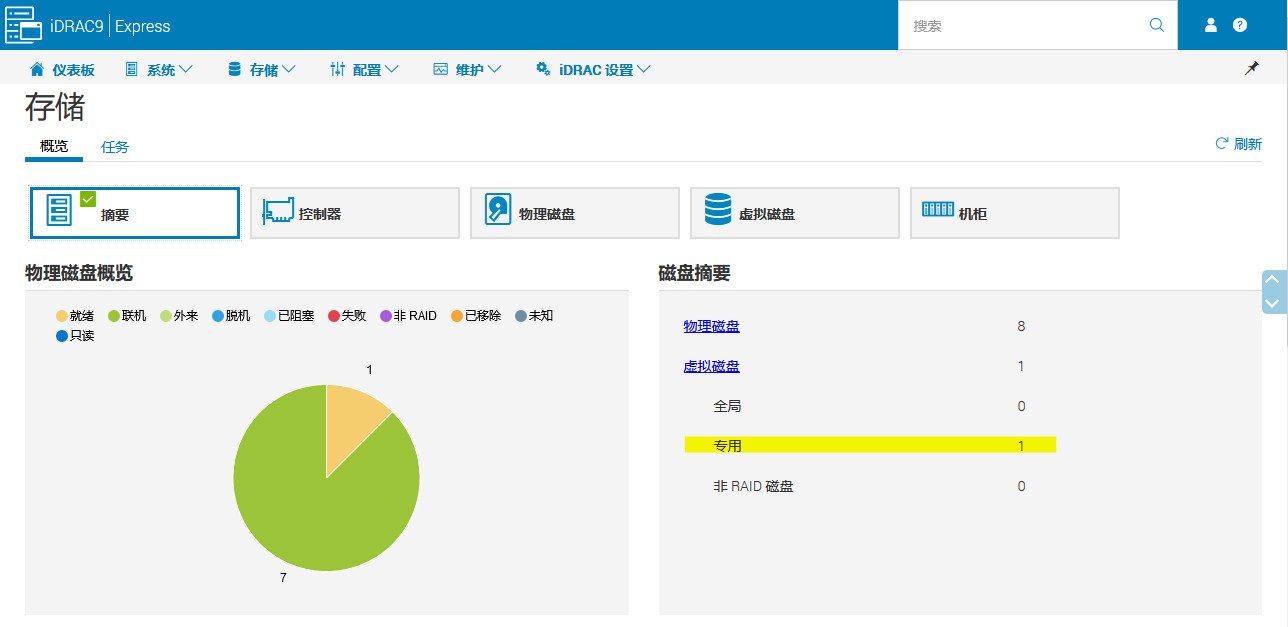 iDRAC9 | Express
搜索
仪表板 系统 存储 配置 维护 iDRAC 设置
存储
概览 任务 刷新
摘要 控制器 物理磁盘 虚拟磁盘 机柜
物理磁盘概览
就绪 联机 外来 脱机 已阻塞 失败 非 RAID 已移除 未知
只读
1
7
磁盘摘要
物理磁盘 8
虚拟磁盘 1
全局 0
专用 1
非 RAID 磁盘 0